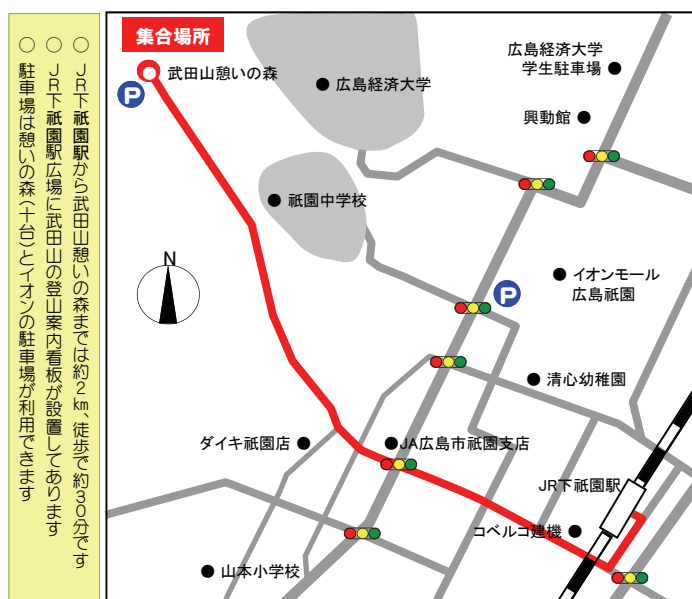 ○ JR下祇園駅から武田山憩いの森までは約2km、徒歩で約30分です
○ JR下祇園駅広場に武田山の登山案内看板が設置してあります
○ 駐車場は憩いの森(十台)とイオンの駐車場が利用できます
集合場所
武田山憩いの森
P
広島経済大学
広島経済大学
学生駐車場
興動館
祇園中学校
N
イオンモール
広島祇園
P
清心幼稚園
ダイキ祇園店
JA広島市祇園支店
JR下祇園駅
コベルコ建機
山本小学校